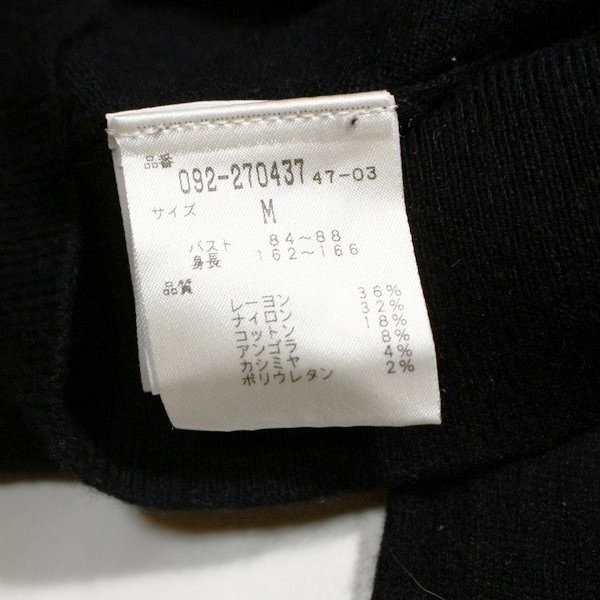 品番
092-270437 47-03
サイズ M
バスト 84～88
身長 162～166
品質
レーヨン 36%
ナイロン 32%
コットン 18%
アンゴラ 8%
カシミヤ 4%
ポリウレタン 2%